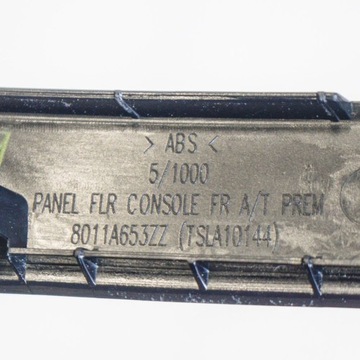 > ABS <
5/1000
PANEL FLR CONSOLE FR A/T PREM
8011A653ZZ (TSLA10144)